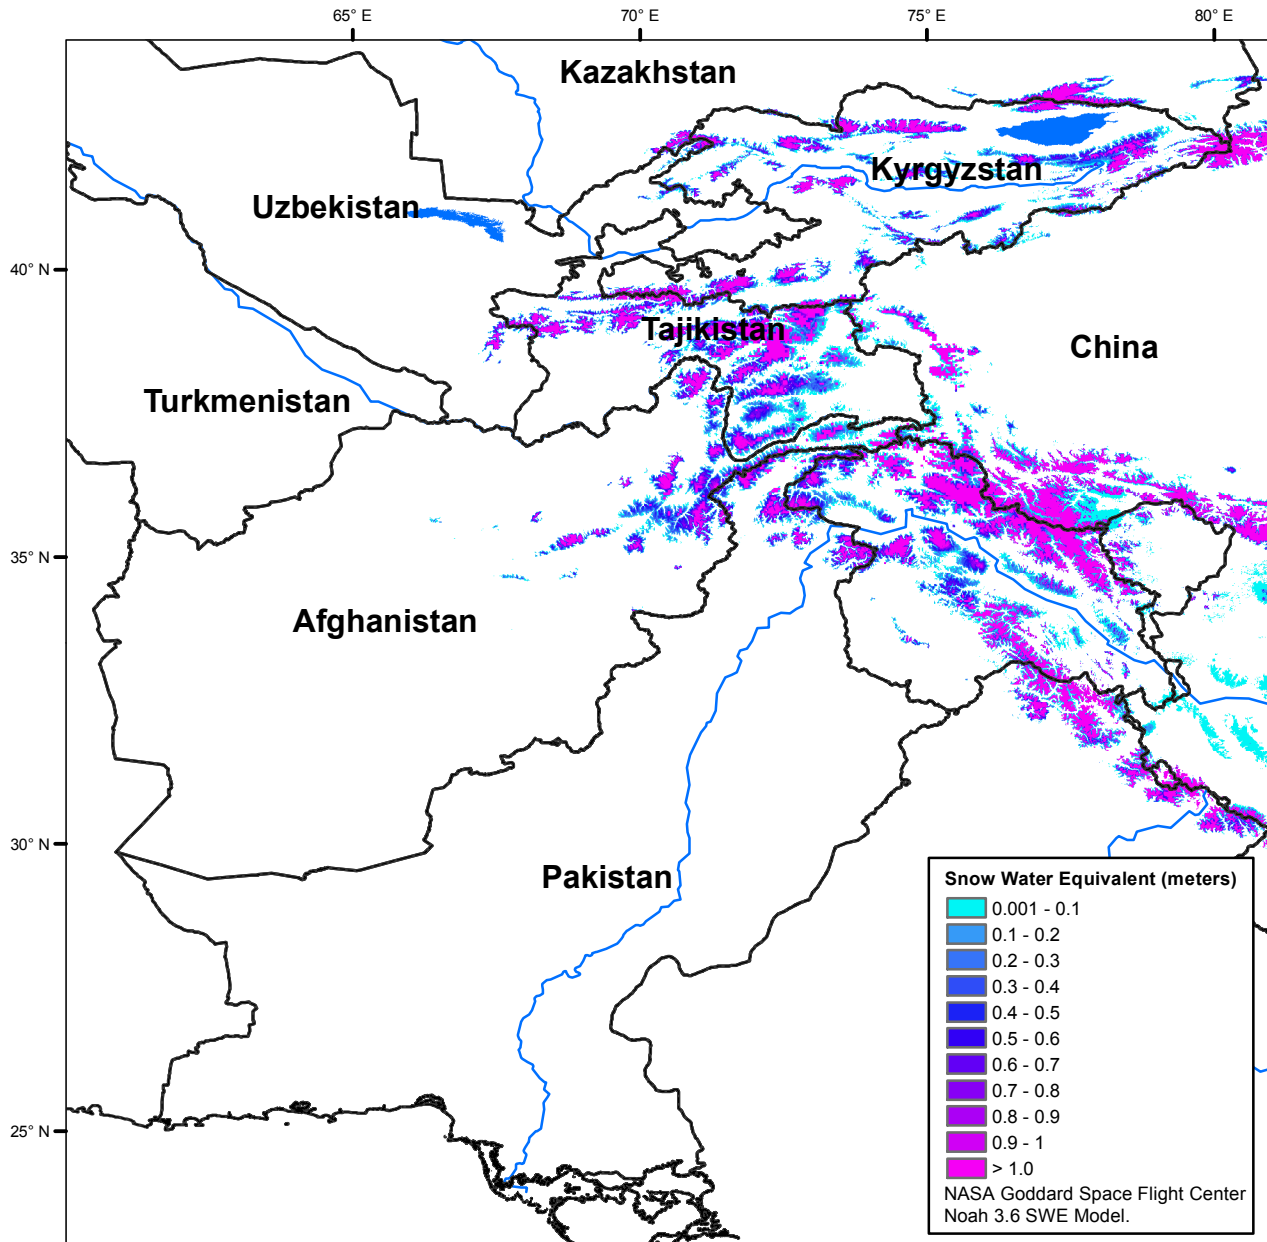 65° E
70° E
75° E
80° E
Kazakhstan
Kyrgyzstan
Uzbekistan
40° N
Tajikistan
China
Turkmenistan
35° N
Afghanistan
30° N
Pakistan
25° N
Snow Water Equivalent (meters)
0.001 - 0.1
0.1 - 0.2
0.2 - 0.3
0.3 - 0.4
0.4 - 0.5
0.5 - 0.6
0.6 - 0.7
0.7 - 0.8
0.8 - 0.9
0.9 - 1
> 1.0
NASA Goddard Space Flight Center
Noah 3.6 SWE Model.